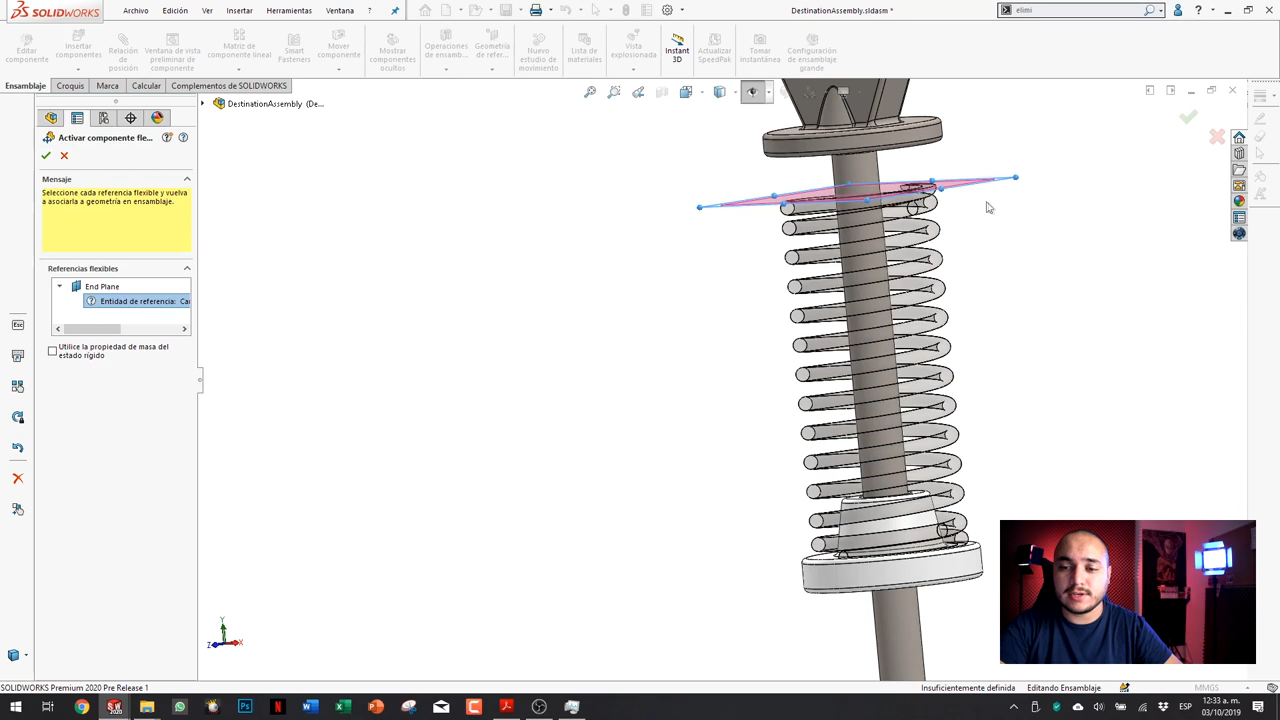 SOLIDWORKS
Archivo Edición Ver Insertar Herramientas Ventana ?
DestinationAssembly.sldasm *
elimi
Editar componente
Insertar componentes
Relación de posición
Ventana de vista preliminar de componente
Matriz de componente lineal
Smart Fasteners
Mover componente
Mostrar componentes ocultos
Operaciones de ensamb...
Geometría de refer...
Nuevo estudio de movimiento
Lista de materiales
Vista explosionada
Instant 3D
Actualizar SpeedPak
Tomar instantánea
Configuración de ensamblaje grande
Ensamblaje Croquis Marca Calcular Complementos de SOLIDWORKS
DestinationAssembly (De...
Activar componente fle...
Mensaje
Seleccione cada referencia flexible y vuelva
a asociarla a geometría en ensamblaje.
Referencias flexibles
End Plane
Entidad de referencia: Ca
Utilice la propiedad de masa del
estado rígido
Esc
Y
Z X
SOLIDWORKS Premium 2020 Pre Release 1
Insuficientemente definida
Editando Ensamblaje
MMGS
ESP
12:33 a. m.
03/10/2019